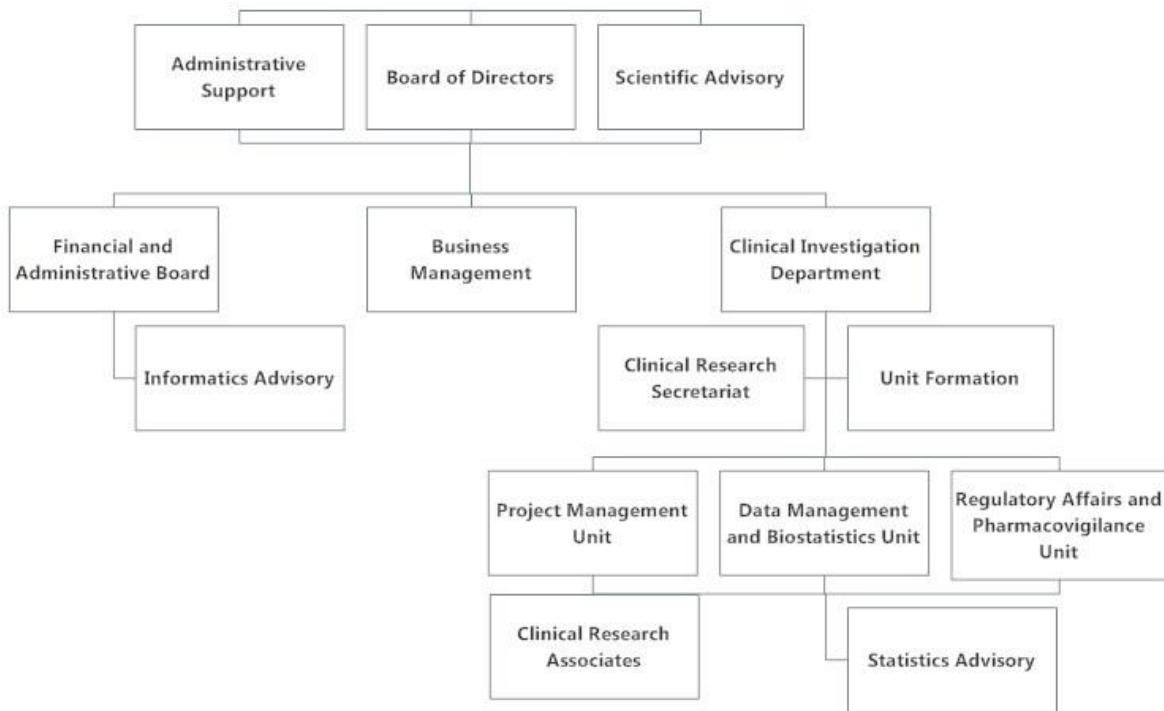 Administrative
Support
Board of Directors
Scientific Advisory
Financial and
Administrative Board
Business
Management
Clinical Investigation
Department
Informatics Advisory
Clinical Research
Secretariat
Unit Formation
Project Management
Unit
Data Management
and Biostatistics Unit
Regulatory Affairs and
Pharmacovigilance
Unit
Clinical Research
Associates
Statistics Advisory